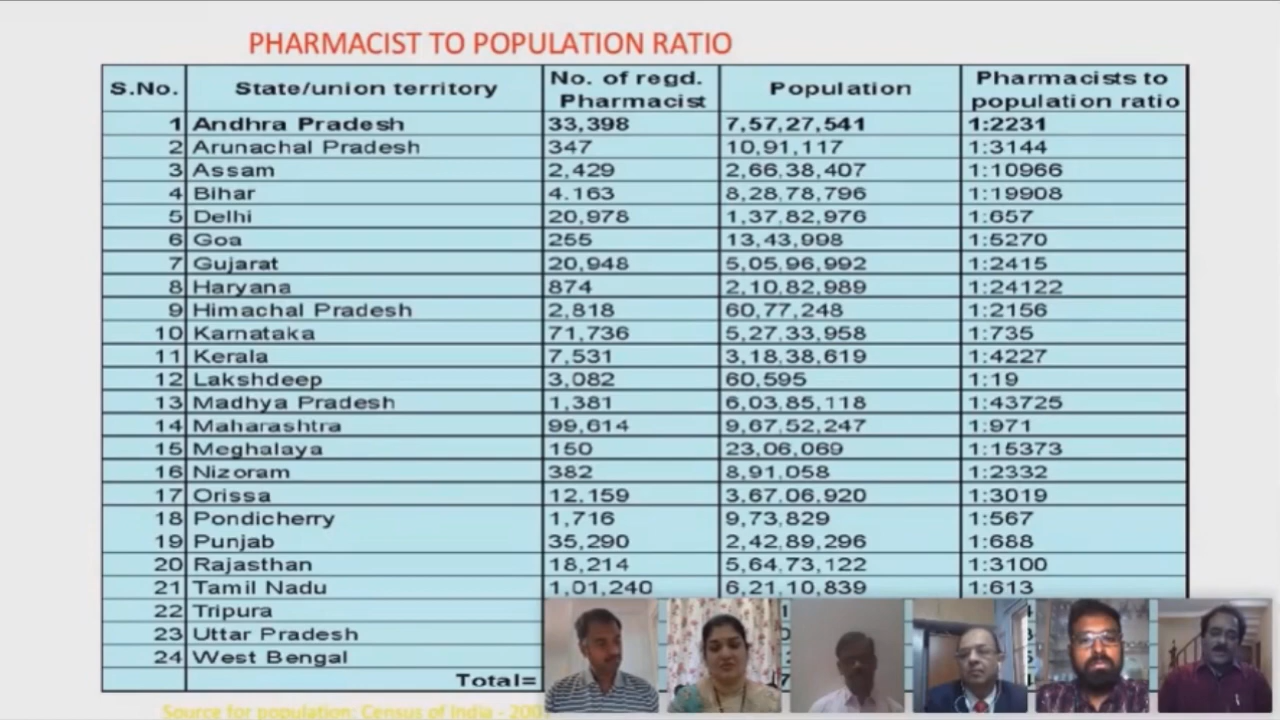 PHARMACIST TO POPULATION RATIO
S.No. State/union territory No. of regd. Pharmacist Population Pharmacists to population ratio
1 Andhra Pradesh 33,398 7,57,27,541 1:2231
2 Arunachal Pradesh 347 10,91,117 1:3144
3 Assam 2,429 2,66,38,407 1:10966
4 Bihar 4.163 8,28,78,796 1:19908
5 Delhi 20,978 1,37,82,976 1:657
6 Goa 255 13,43,998 1:5270
7 Gujarat 20,948 5,05,96,992 1:2415
8 Haryana 874 2,10,82,989 1:24122
9 Himachal Pradesh 2,818 60,77,248 1:2156
10 Karnataka 71,736 5,27,33,958 1:735
11 Kerala 7,531 3,18,38,619 1:4227
12 Lakshdeep 3,082 60,595 1:19
13 Madhya Pradesh 1,381 6,03,85,118 1:43725
14 Maharashtra 99,614 9,67,52,247 1:971
15 Meghalaya 150 23,06,069 1:15373
16 Nizoram 382 8,91,058 1:2332
17 Orissa 12,159 3,67,06,920 1:3019
18 Pondicherry 1,716 9,73,829 1:567
19 Punjab 35,290 2,42,89,296 1:688
20 Rajasthan 18,214 5,64,73,122 1:3100
21 Tamil Nadu 1,01,240 6,21,10,839 1:613
22 Tripura
23 Uttar Pradesh
24 West Bengal
Total=
Source for population: Census of India -